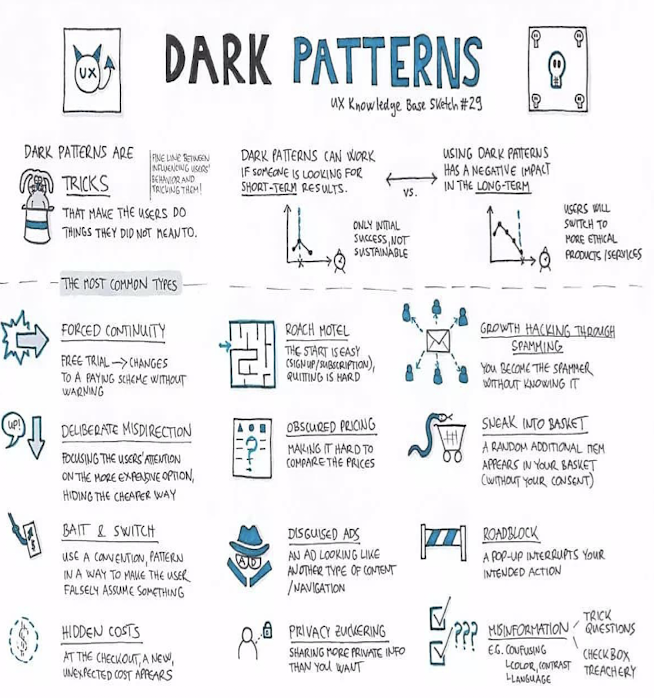 UX
DARK PATTERNS
UX Knowledge Base Sketch #29
DARK PATTERNS ARE
TRICKS
THAT MAKE THE USERS DO
THINGS THEY DID NOT MEAN TO.
FINE LINE BETWEEN
INFLUENCING USERS'
BEHAVIOR AND
TRICKING THEM!
DARK PATTERNS CAN WORK
IF SOMEONE IS LOOKING FOR
SHORT-TERM RESULTS.
VS.
USING DARK PATTERNS
HAS A NEGATIVE IMPACT
IN THE LONG-TERM
ONLY INITIAL
SUCCESS, NOT
SUSTAINABLE
USERS WILL
SWITCH TO
MORE ETHICAL
PRODUCTS/SERVICES
THE MOST COMMON TYPES
FORCED CONTINUITY
FREE TRIAL → CHANGES
TO A PAYING SCHEME WITHOUT
WARNING
ROACH MOTEL
THE START IS EASY
(SIGN UP/SUBSCRIPTION),
QUITTING IS HARD
GROWTH HACKING THROUGH
SPAMMING
YOU BECOME THE SPAMMER
WITHOUT KNOWING IT
UP!
DELIBERATE MISDIRECTION
FOCUSING THE USERS' ATTENTION
ON THE MORE EXPENSIVE OPTION,
HIDING THE CHEAPER WAY
?
OBSCURED PRICING
MAKING IT HARD TO
COMPARE THE PRICES
SNEAK INTO BASKET
A RANDOM ADDITIONAL ITEM
APPEARS IN YOUR BASKET
(WITHOUT YOUR CONSENT)
$
BAIT & SWITCH
USE A CONVENTION, PATTERN
IN A WAY TO MAKE THE USER
FALSELY ASSUME SOMETHING
AD
DISGUISED ADS
AN AD LOOKING LIKE
ANOTHER TYPE OF CONTENT
/NAVIGATION
ROADBLOCK
A POP-UP INTERRUPTS YOUR
INTENDED ACTION
$
HIDDEN COSTS
AT THE CHECKOUT, A NEW,
UNEXPECTED COST APPEARS
PRIVACY ZUCKERING
SHARING MORE PRIVATE INFO
THAN YOU WANT
???
MISINFORMATION
E.G. CONFUSING
COLOR, CONTRAST
LANGUAGE
TRICK
QUESTIONS
CHECKBOX
TREACHERY